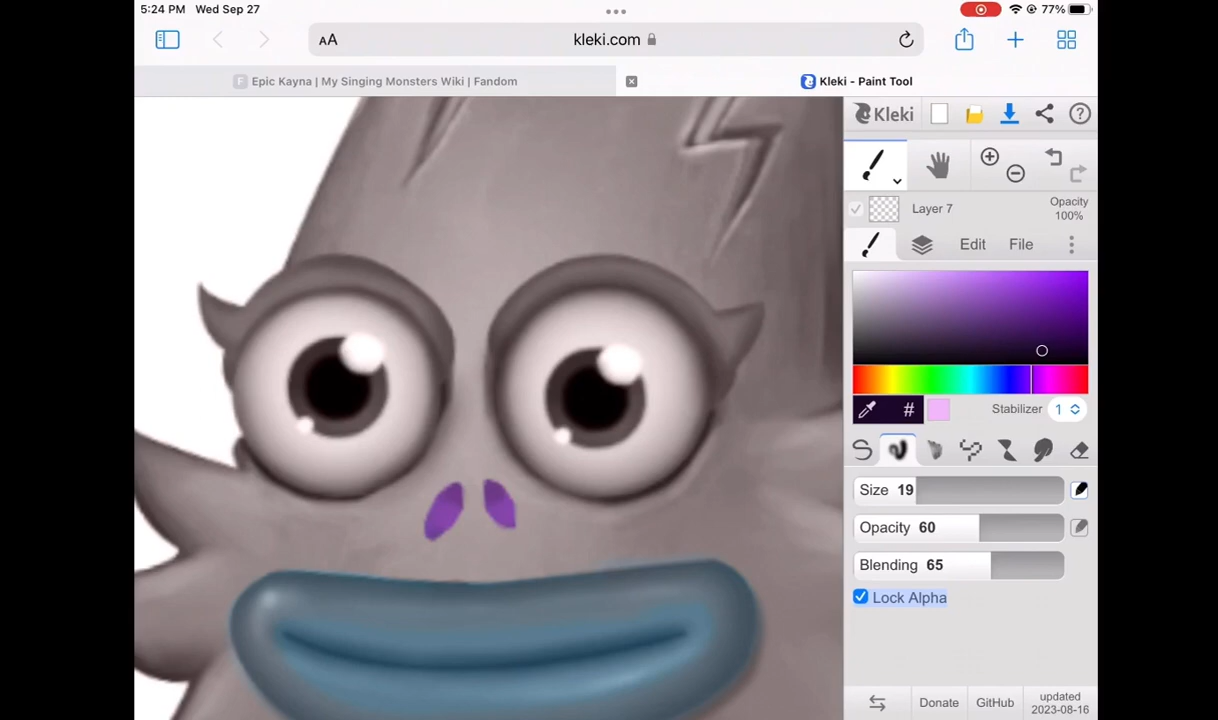 5:24 PM Wed Sep 27
77%
AA
kleki.com
F Epic Kayna | My Singing Monsters Wiki | Fandom
Kleki - Paint Tool
Kleki
?
Layer 7
Opacity
100%
Edit
File
#
Stabilizer
1
Size 19
Opacity 60
Blending 65
Lock Alpha
Donate
GitHub
updated
2023-08-16